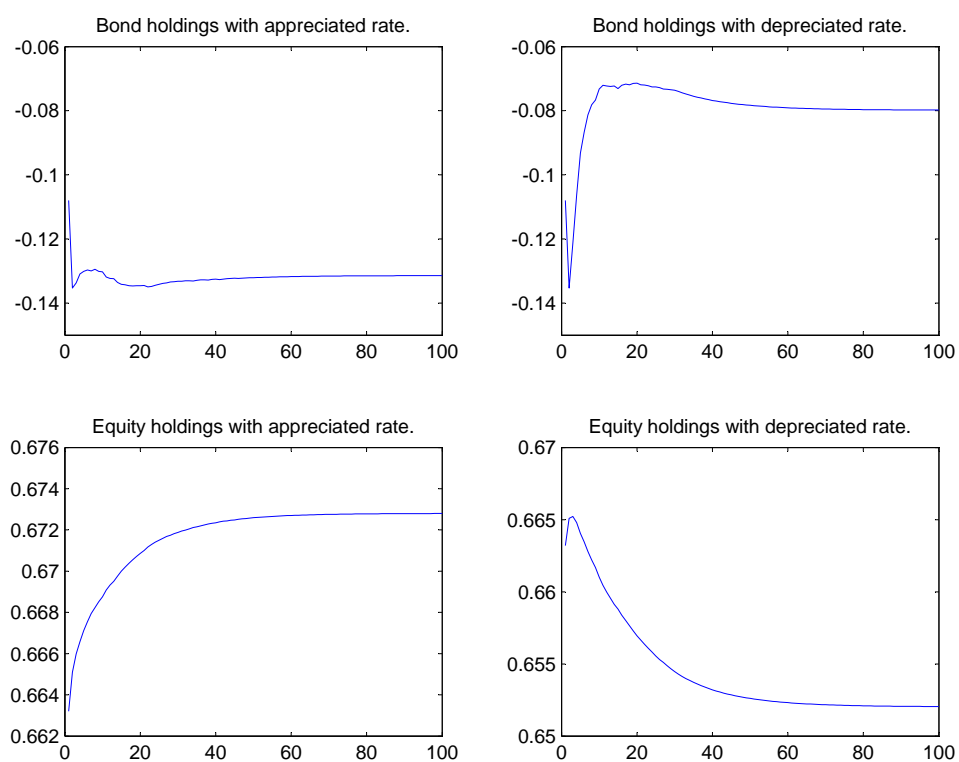 Bond holdings with appreciated rate.
-0.06
-0.08
-0.1
-0.12
-0.14
0 20 40 60 80 100
Bond holdings with depreciated rate.
-0.06
-0.08
-0.1
-0.12
-0.14
0 20 40 60 80 100
Equity holdings with appreciated rate.
0.676
0.674
0.672
0.67
0.668
0.666
0.664
0.662
0 20 40 60 80 100
Equity holdings with depreciated rate.
0.67
0.665
0.66
0.655
0.65
0 20 40 60 80 100